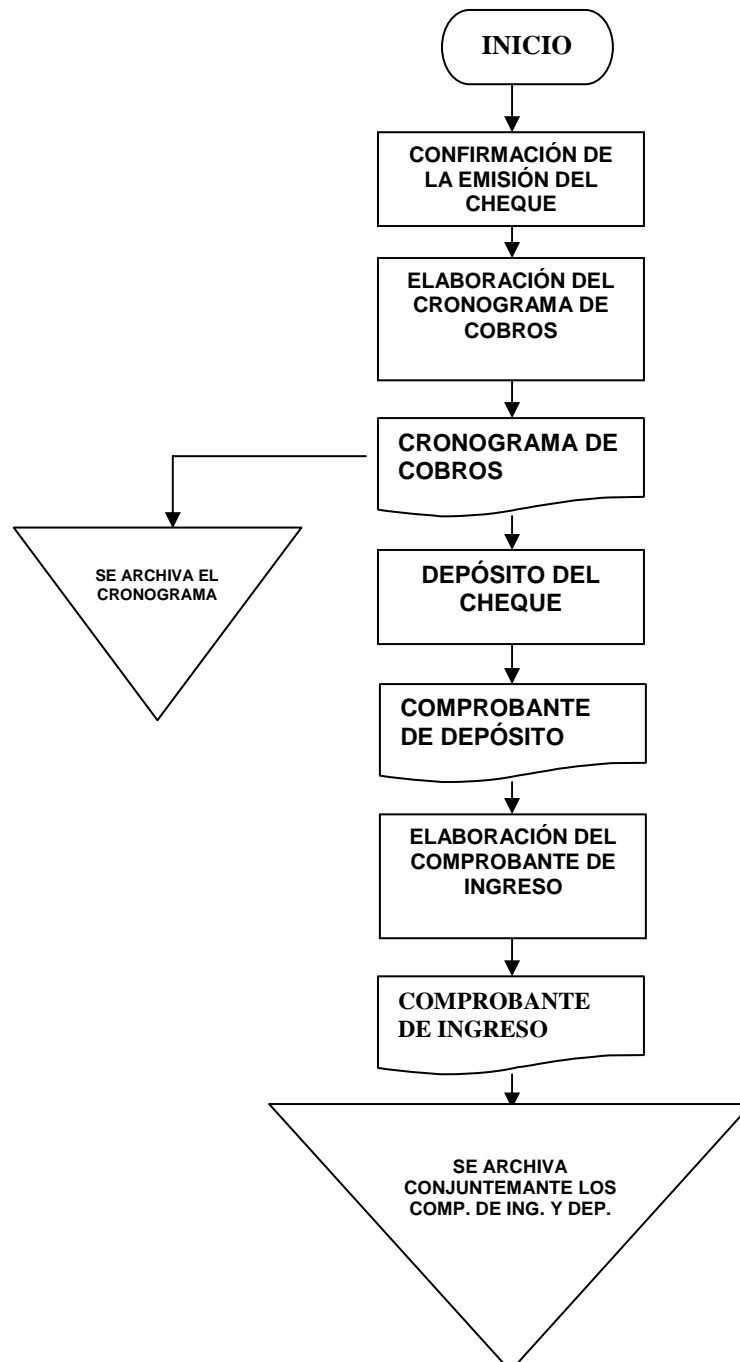 INICIO
CONFIRMACIÓN DE
LA EMISIÓN DEL
CHEQUE
ELABORACIÓN DEL
CRONOGRAMA DE
COBROS
CRONOGRAMA DE
COBROS
SE ARCHIVA EL
CRONOGRAMA
DEPÓSITO DEL
CHEQUE
COMPROBANTE
DE DEPÓSITO
ELABORACIÓN DEL
COMPROBANTE DE
INGRESO
COMPROBANTE
DE INGRESO
SE ARCHIVA
CONJUNTEMANTE LOS
COMP. DE ING. Y DEP.